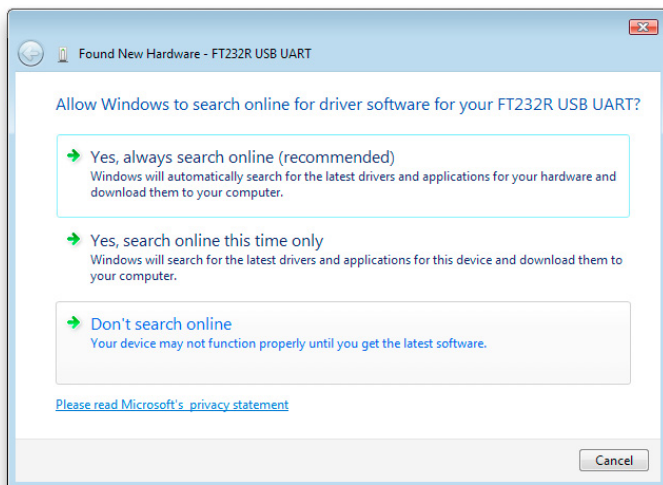 Found New Hardware - FT232R USB UART
Allow Windows to search online for driver software for your FT232R USB UART?
Yes, always search online (recommended)
Windows will automatically search for the latest drivers and applications for your hardware and
download them to your computer.
Yes, search online this time only
Windows will search for the latest drivers and applications for this device and download them to
your computer.
Don't search online
Your device may not function properly until you get the latest software.
Please read Microsoft's privacy statement
Cancel